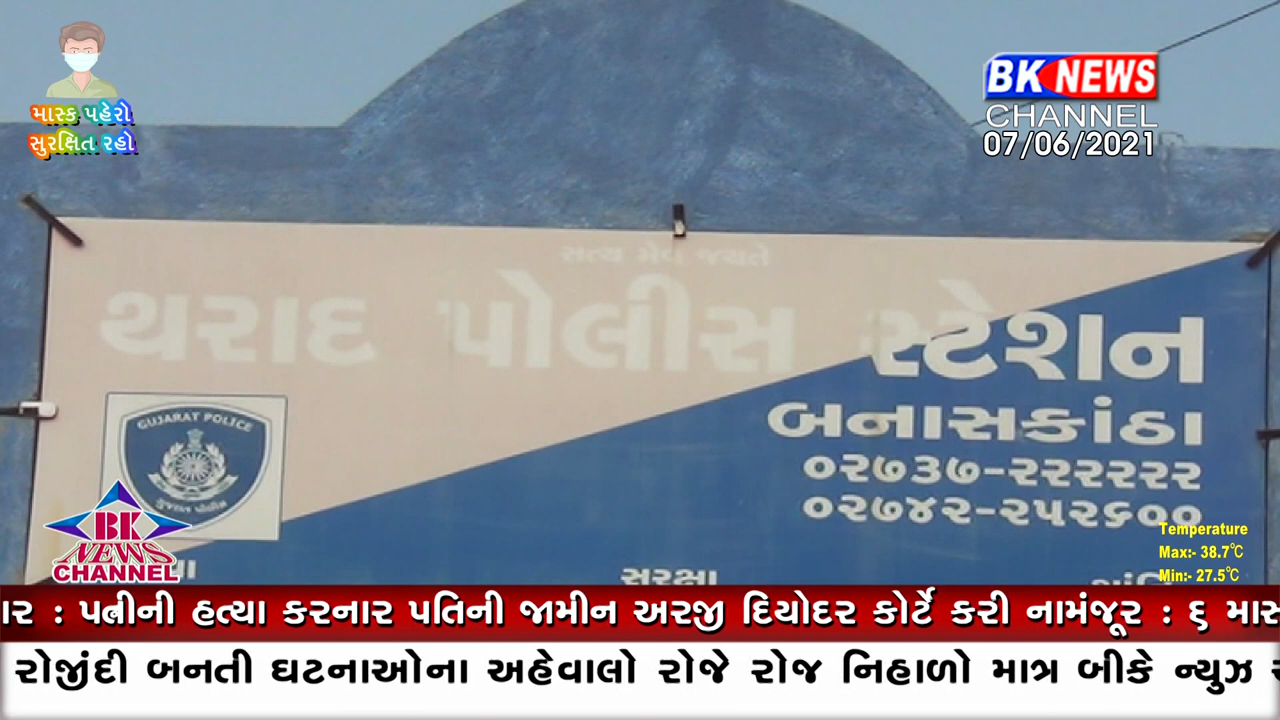 માસ્ક પહેરો
સુરક્ષિત રહો
BK NEWS
CHANNEL
07/06/2021
સત્ય મેવ જયતે
થરાદ પોલીસ સ્ટેશન
બનાસકાંઠા
૦૨૭૩૭-૨૨૨૨૨૨
૦૨૭૪૨-૨૫૨૬૦૦
GUJARAT POLICE
ગુજરાત પોલીસ
સુરક્ષા
BK
NEWS
CHANNEL
Temperature
Max:- 38.7℃
Min:- 27.5℃
ાર : પત્નીની હત્યા કરનાર પતિની જામીન અરજી દિયોદર કોર્ટે કરી નામંજૂર : ૬ માસ
રોજીંદી બનતી ઘટનાઓના અહેવાલો રોજે રોજ નિહાળો માત્ર બીકે ન્યુઝ